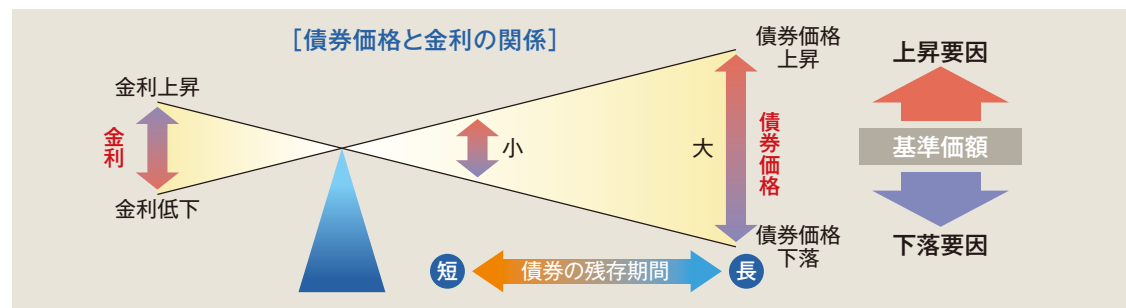 [債券価格と金利の関係]
金利上昇
金利
金利低下
小
大
債券価格
上昇
債券価格
債券価格
下落
短
債券の残存期間
長
上昇要因
基準価額
下落要因